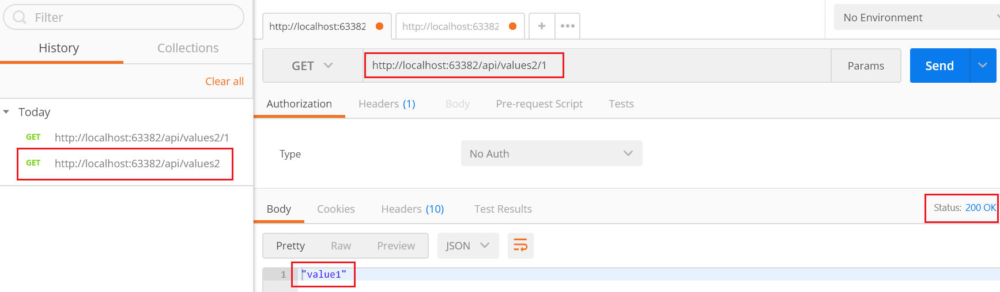 Filter
History Collections
Clear all
Today
GET http://localhost:63382/api/values2/1
GET http://localhost:63382/api/values2
http://localhost:63382 http://localhost:63382 + •••
No Environment
GET http://localhost:63382/api/values2/1 Params Send
Authorization Headers (1) Body Pre-request Script Tests
Type No Auth
Body Cookies Headers (10) Test Results Status: 200 OK
Pretty Raw Preview JSON
1 "value1"